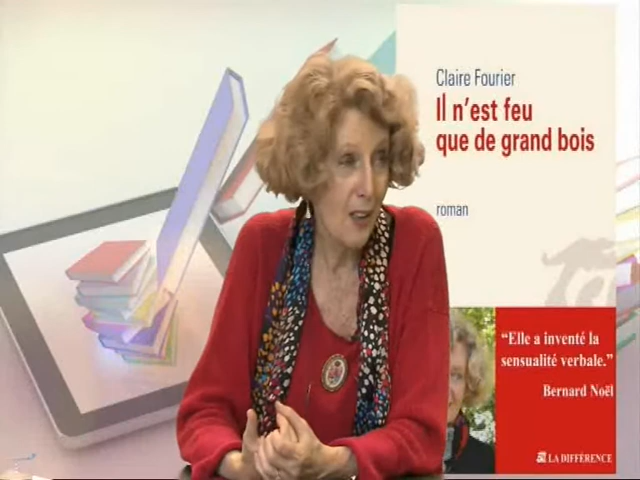 Claire Fourier
Il n'est feu
que de grand bois
roman
“Elle a inventé la
sensualité verbale.”
Bernard Noël
LA DIFFÉRENCE